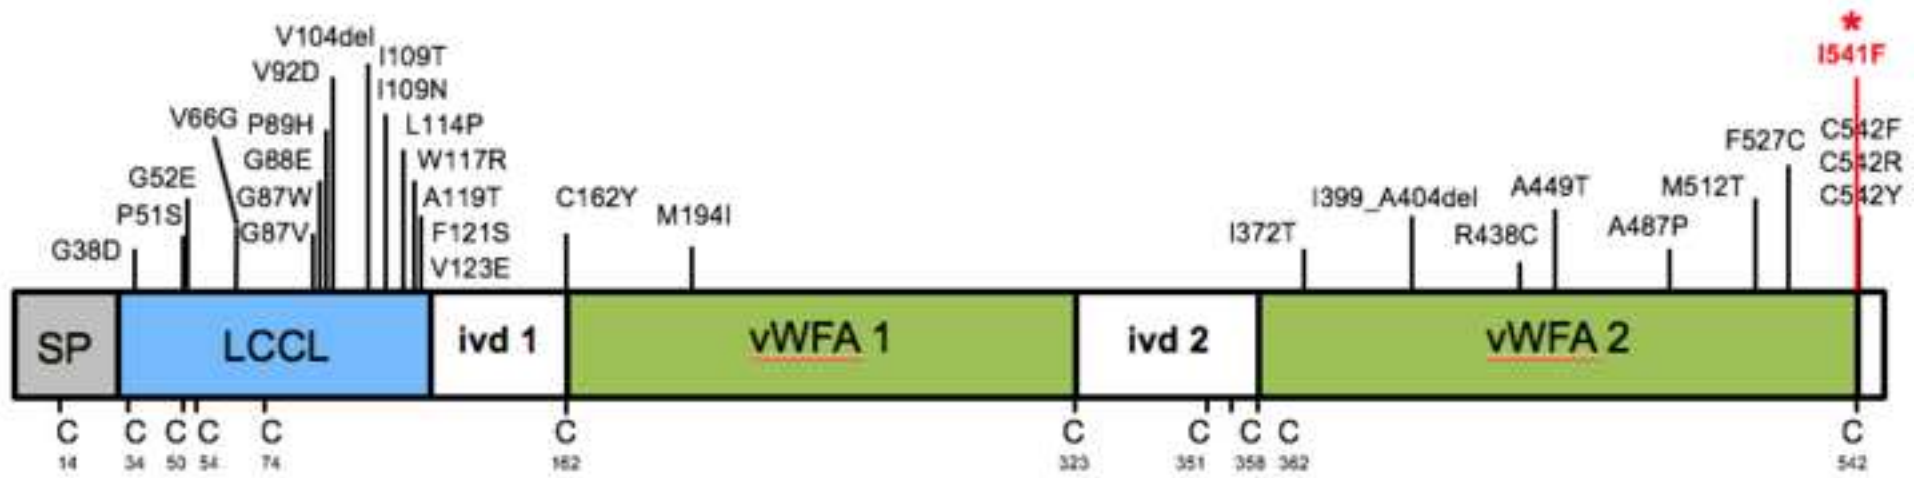 *
I541F
V104del
I109T
V92D
I109N
V66G
P89H
L114P
C542F
F527C
G88E
W117R
C542R
G52E
G87W
A119T
C162Y
I399_A404del
A449T
M512T
C542Y
P51S
M194I
G38D
G87V
F121S
I372T
R438C
A487P
V123E
SP
LCCL
ivd 1
vWFA 1
ivd 2
vWFA 2
C C C C C C C C C C C
14 34 50 54 74 162 323 351 358 362 542